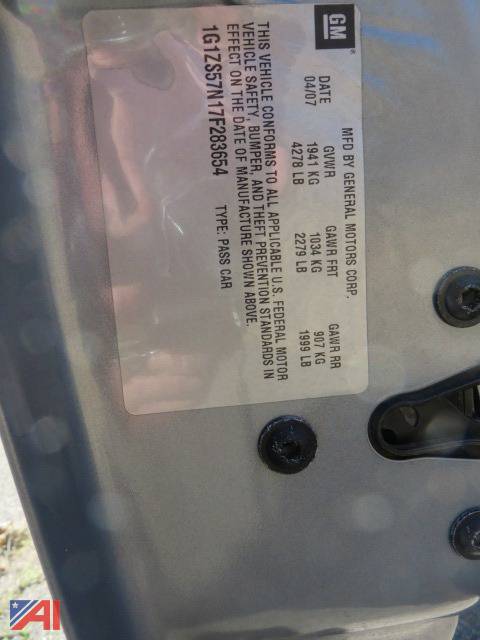 GM
MFD BY GENERAL MOTORS CORP.
DATE GVWR GAWR FRT GAWR RR
04/07 1941 KG 1034 KG 907 KG
4278 LB 2279 LB 1999 LB
THIS VEHICLE CONFORMS TO ALL APPLICABLE U.S. FEDERAL MOTOR
VEHICLE SAFETY, BUMPER, AND THEFT PREVENTION STANDARDS IN
EFFECT ON THE DATE OF MANUFACTURE SHOWN ABOVE.
1G1ZS57N17F283654 TYPE: PASS CAR
AI